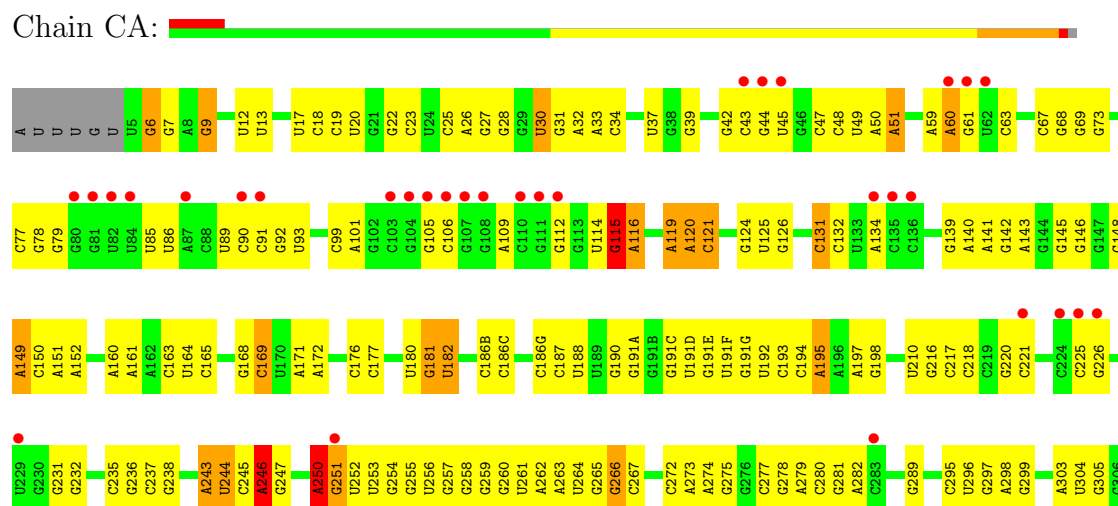 Chain CA:
A U U U G U U5 G6 G7 A8 G9 U12 U13 U17 C18 C19 U20 G21 G22 C23 U24 C25 A26 G27 G28 G29 U30 G31 A32 A33 C34 U37 G38 G39 G42 C43 G44 U45 G46 C47 C48 U49 A50 A51 A59 A60 G61 U62 C63 C67 G68 G69 G73
C77 G78 G79 G80 G81 U82 U84 U85 U86 A87 C88 U89 C90 C91 G92 U93 C99 A101 G102 C103 G104 G105 C106 G107 G108 A109 C110 G111 G112 G113 U114 G115 A116 A119 A120 C121 G124 U125 G126 C131 C132 U133 A134 C135 C136 G139 A140 A141 G142 A143 G144 G145 G146 G147 G148
A149 C150 A151 A152 A160 A161 A162 C163 U164 C165 G168 C169 U170 A171 A172 C176 C177 U180 G181 U182 C186B C186C C186G C187 U188 U189 G190 G191A G191B G191C U191D G191E U191F G191G U192 C193 C194 A195 A196 A197 G198 U210 G216 C217 C218 C219 G220 C221 C224 C225 G226
U229 G230 G231 G232 C235 G236 C237 G238 A243 U244 C245 A246 G247 A250 G251 U252 U253 G254 G255 U256 G257 G258 G259 G260 U261 A262 A263 U264 G265 G266 C267 C272 A273 A274 G275 G276 C277 U278 A279 C280 G281 A282 C283 G289 C295 U296 G297 A298 G299 A303 U304 G305 G306